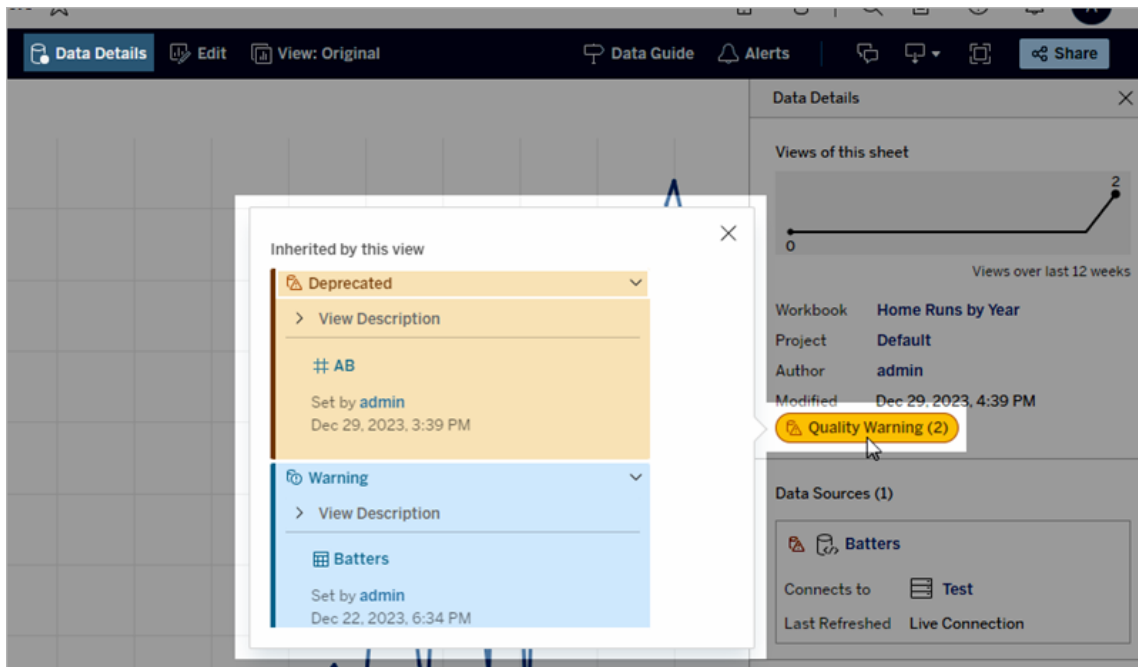 Data Details
Edit
View: Original
Data Guide
Alerts
Share
Data Details
Views of this sheet
2
0
Views over last 12 weeks
Workbook Home Runs by Year
Project Default
Author admin
Modified Dec 29, 2023, 4:39 PM
Quality Warning (2)
Data Sources (1)
Batters
Connects to Test
Last Refreshed Live Connection
Inherited by this view
Deprecated
View Description
AB
Set by admin
Dec 29, 2023, 3:39 PM
Warning
View Description
Batters
Set by admin
Dec 22, 2023, 6:34 PM